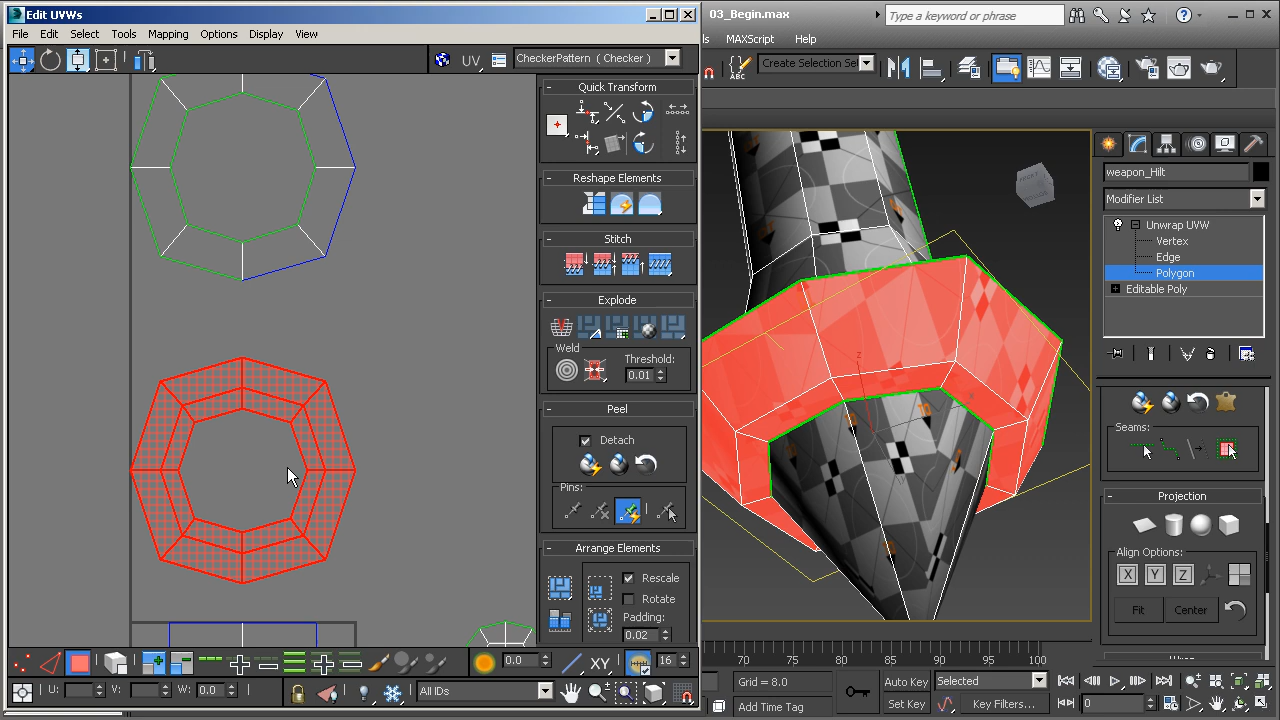 Edit UVWs
03_Begin.max
Type a keyword or phrase
File Edit Select Tools Mapping Options Display View
MAXScript Help
UV
CheckerPattern ( Checker )
Create Selection Se
ABC
Quick Transform
weapon_Hilt
Reshape Elements
Modifier List
Unwrap UVW
Stitch
Vertex
Edge
Polygon
Editable Poly
Explode
Weld
Threshold:
0.01
Peel
Detach
Seams:
Pins:
Projection
Arrange Elements
Align Options:
Rescale
X Y Z
Rotate
Padding:
Fit Center
0.02
0.0
XY
16
70 75 80 85 90 95 100
U: V: W: 0.0
All IDs
Grid = 8.0
Auto Key
Selected
Add Time Tag
Set Key
Key Filters...
0